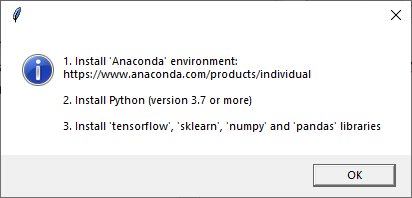 1. Install 'Anaconda' environment:
https://www.anaconda.com/products/individual
2. Install Python (version 3.7 or more)
3. Install 'tensorflow', 'sklearn', 'numpy' and 'pandas' libraries
OK